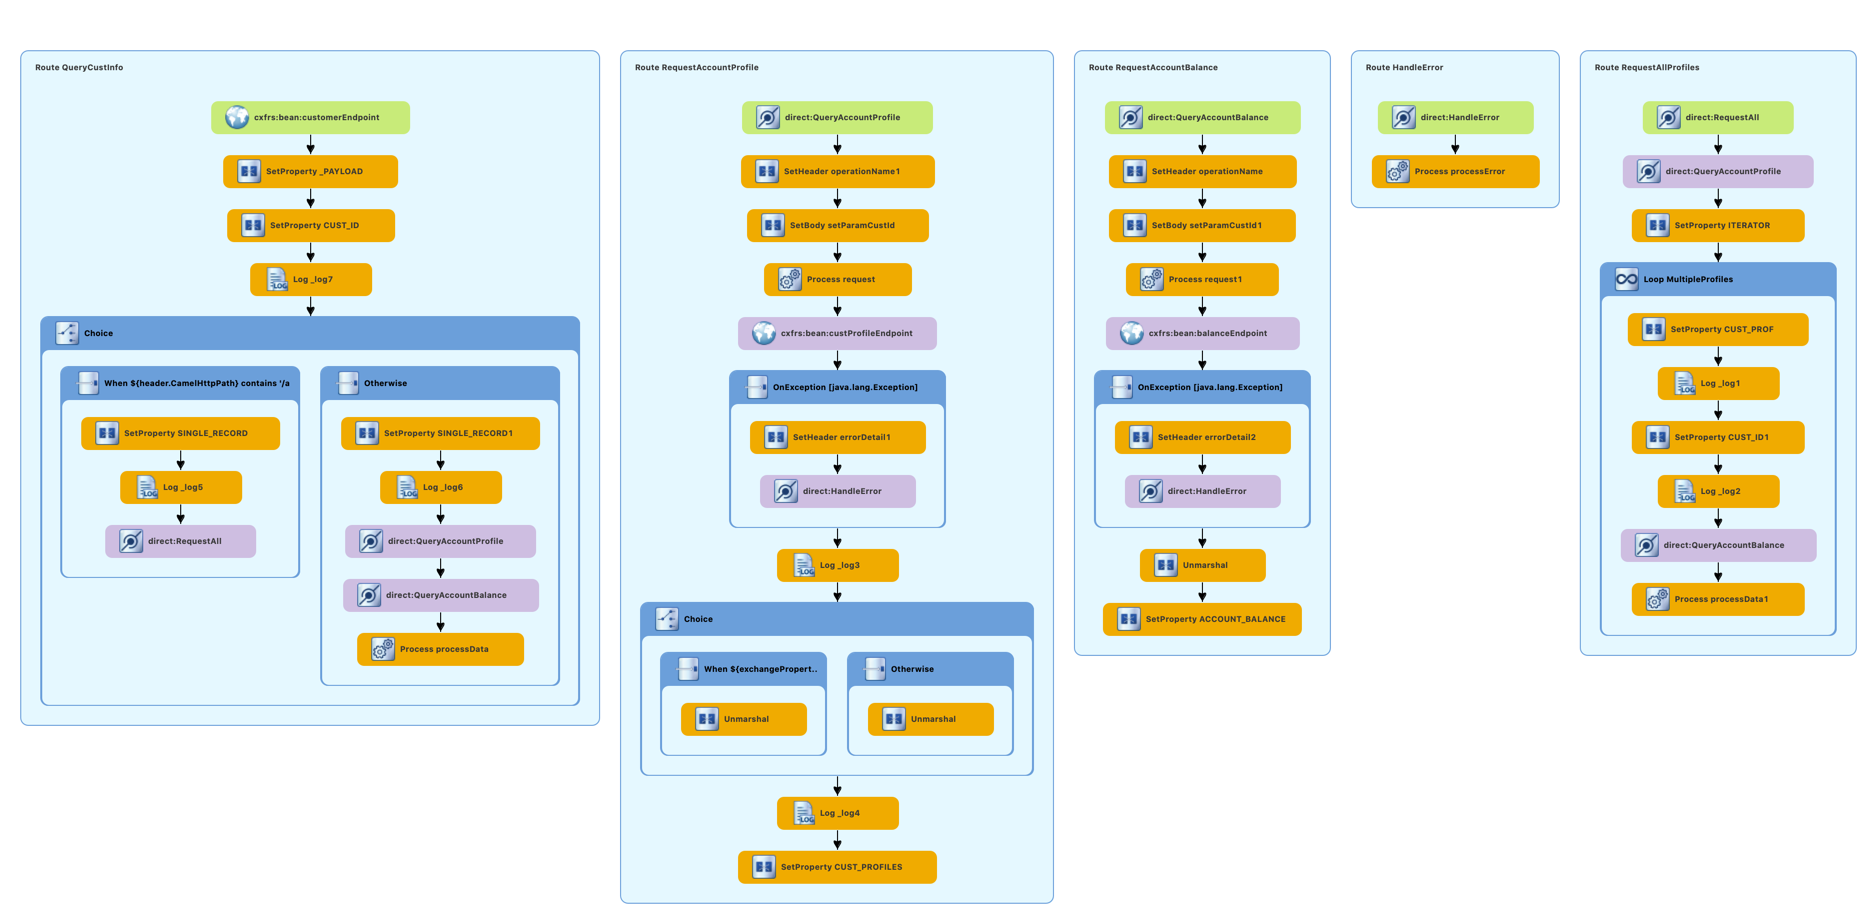 Route QueryCustInfo
cxfrs:bean:customerEndpoint
SetProperty _PAYLOAD
SetProperty CUST_ID
Log _log7
Choice
When ${header.CamelHttpPath} contains '/a
SetProperty SINGLE_RECORD
Log _log5
direct:RequestAll
Otherwise
SetProperty SINGLE_RECORD1
Log _log6
direct:QueryAccountProfile
direct:QueryAccountBalance
Process processData
Route RequestAccountProfile
direct:QueryAccountProfile
SetHeader operationName1
SetBody setParamCustId
Process request
cxfrs:bean:custProfileEndpoint
OnException [java.lang.Exception]
SetHeader errorDetail1
direct:HandleError
Log _log3
Choice
When ${exchangePropert..
Unmarshal
Otherwise
Unmarshal
Log _log4
SetProperty CUST_PROFILES
Route RequestAccountBalance
direct:QueryAccountBalance
SetHeader operationName
SetBody setParamCustId1
Process request1
cxfrs:bean:balanceEndpoint
OnException [java.lang.Exception]
SetHeader errorDetail2
direct:HandleError
Unmarshal
SetProperty ACCOUNT_BALANCE
Route HandleError
direct:HandleError
Process processError
Route RequestAllProfiles
direct:RequestAll
direct:QueryAccountProfile
SetProperty ITERATOR
Loop MultipleProfiles
SetProperty CUST_PROF
Log _log1
SetProperty CUST_ID1
Log _log2
direct:QueryAccountBalance
Process processData1